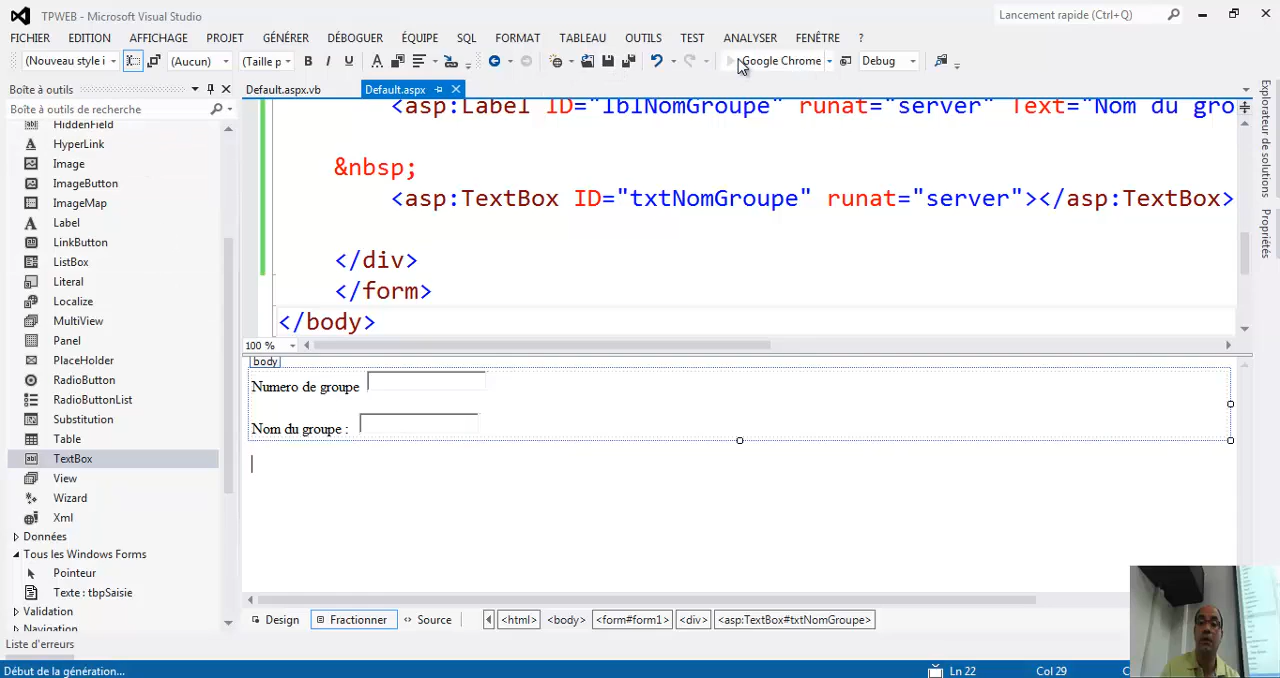 TPWEB - Microsoft Visual Studio
Lancement rapide (Ctrl+Q)
FICHIER EDITION AFFICHAGE PROJET GÉNÉRER DÉBOGUER ÉQUIPE SQL FORMAT TABLEAU OUTILS TEST ANALYSER FENÊTRE ?
(Nouveau style i (Aucun) (Taille p B I U A Google Chrome Debug
Boîte à outils
Default.aspx.vb Default.aspx
Boîte à outils de recherche
HiddenField
HyperLink
Image
ImageButton
ImageMap
Label
LinkButton
ListBox
Literal
Localize
MultiView
Panel
PlaceHolder
RadioButton
RadioButtonList
Substitution
Table
TextBox
View
Wizard
Xml
Données
Tous les Windows Forms
Pointeur
Texte : tbpSaisie
Validation
Navigation
Liste d'erreurs
<asp:Label ID="lblNomGroupe" runat="server" Text="Nom du gro
&nbsp;
<asp:TextBox ID="txtNomGroupe" runat="server"></asp:TextBox>
</div>
</form>
</body>
100 %
body
Numero de groupe
Nom du groupe :
Design Fractionner Source <html> <body> <form#form1> <div> <asp:TextBox#txtNomGroupe>
Explorateur de solutions
Propriétés
Début de la génération... Ln 22 Col 29